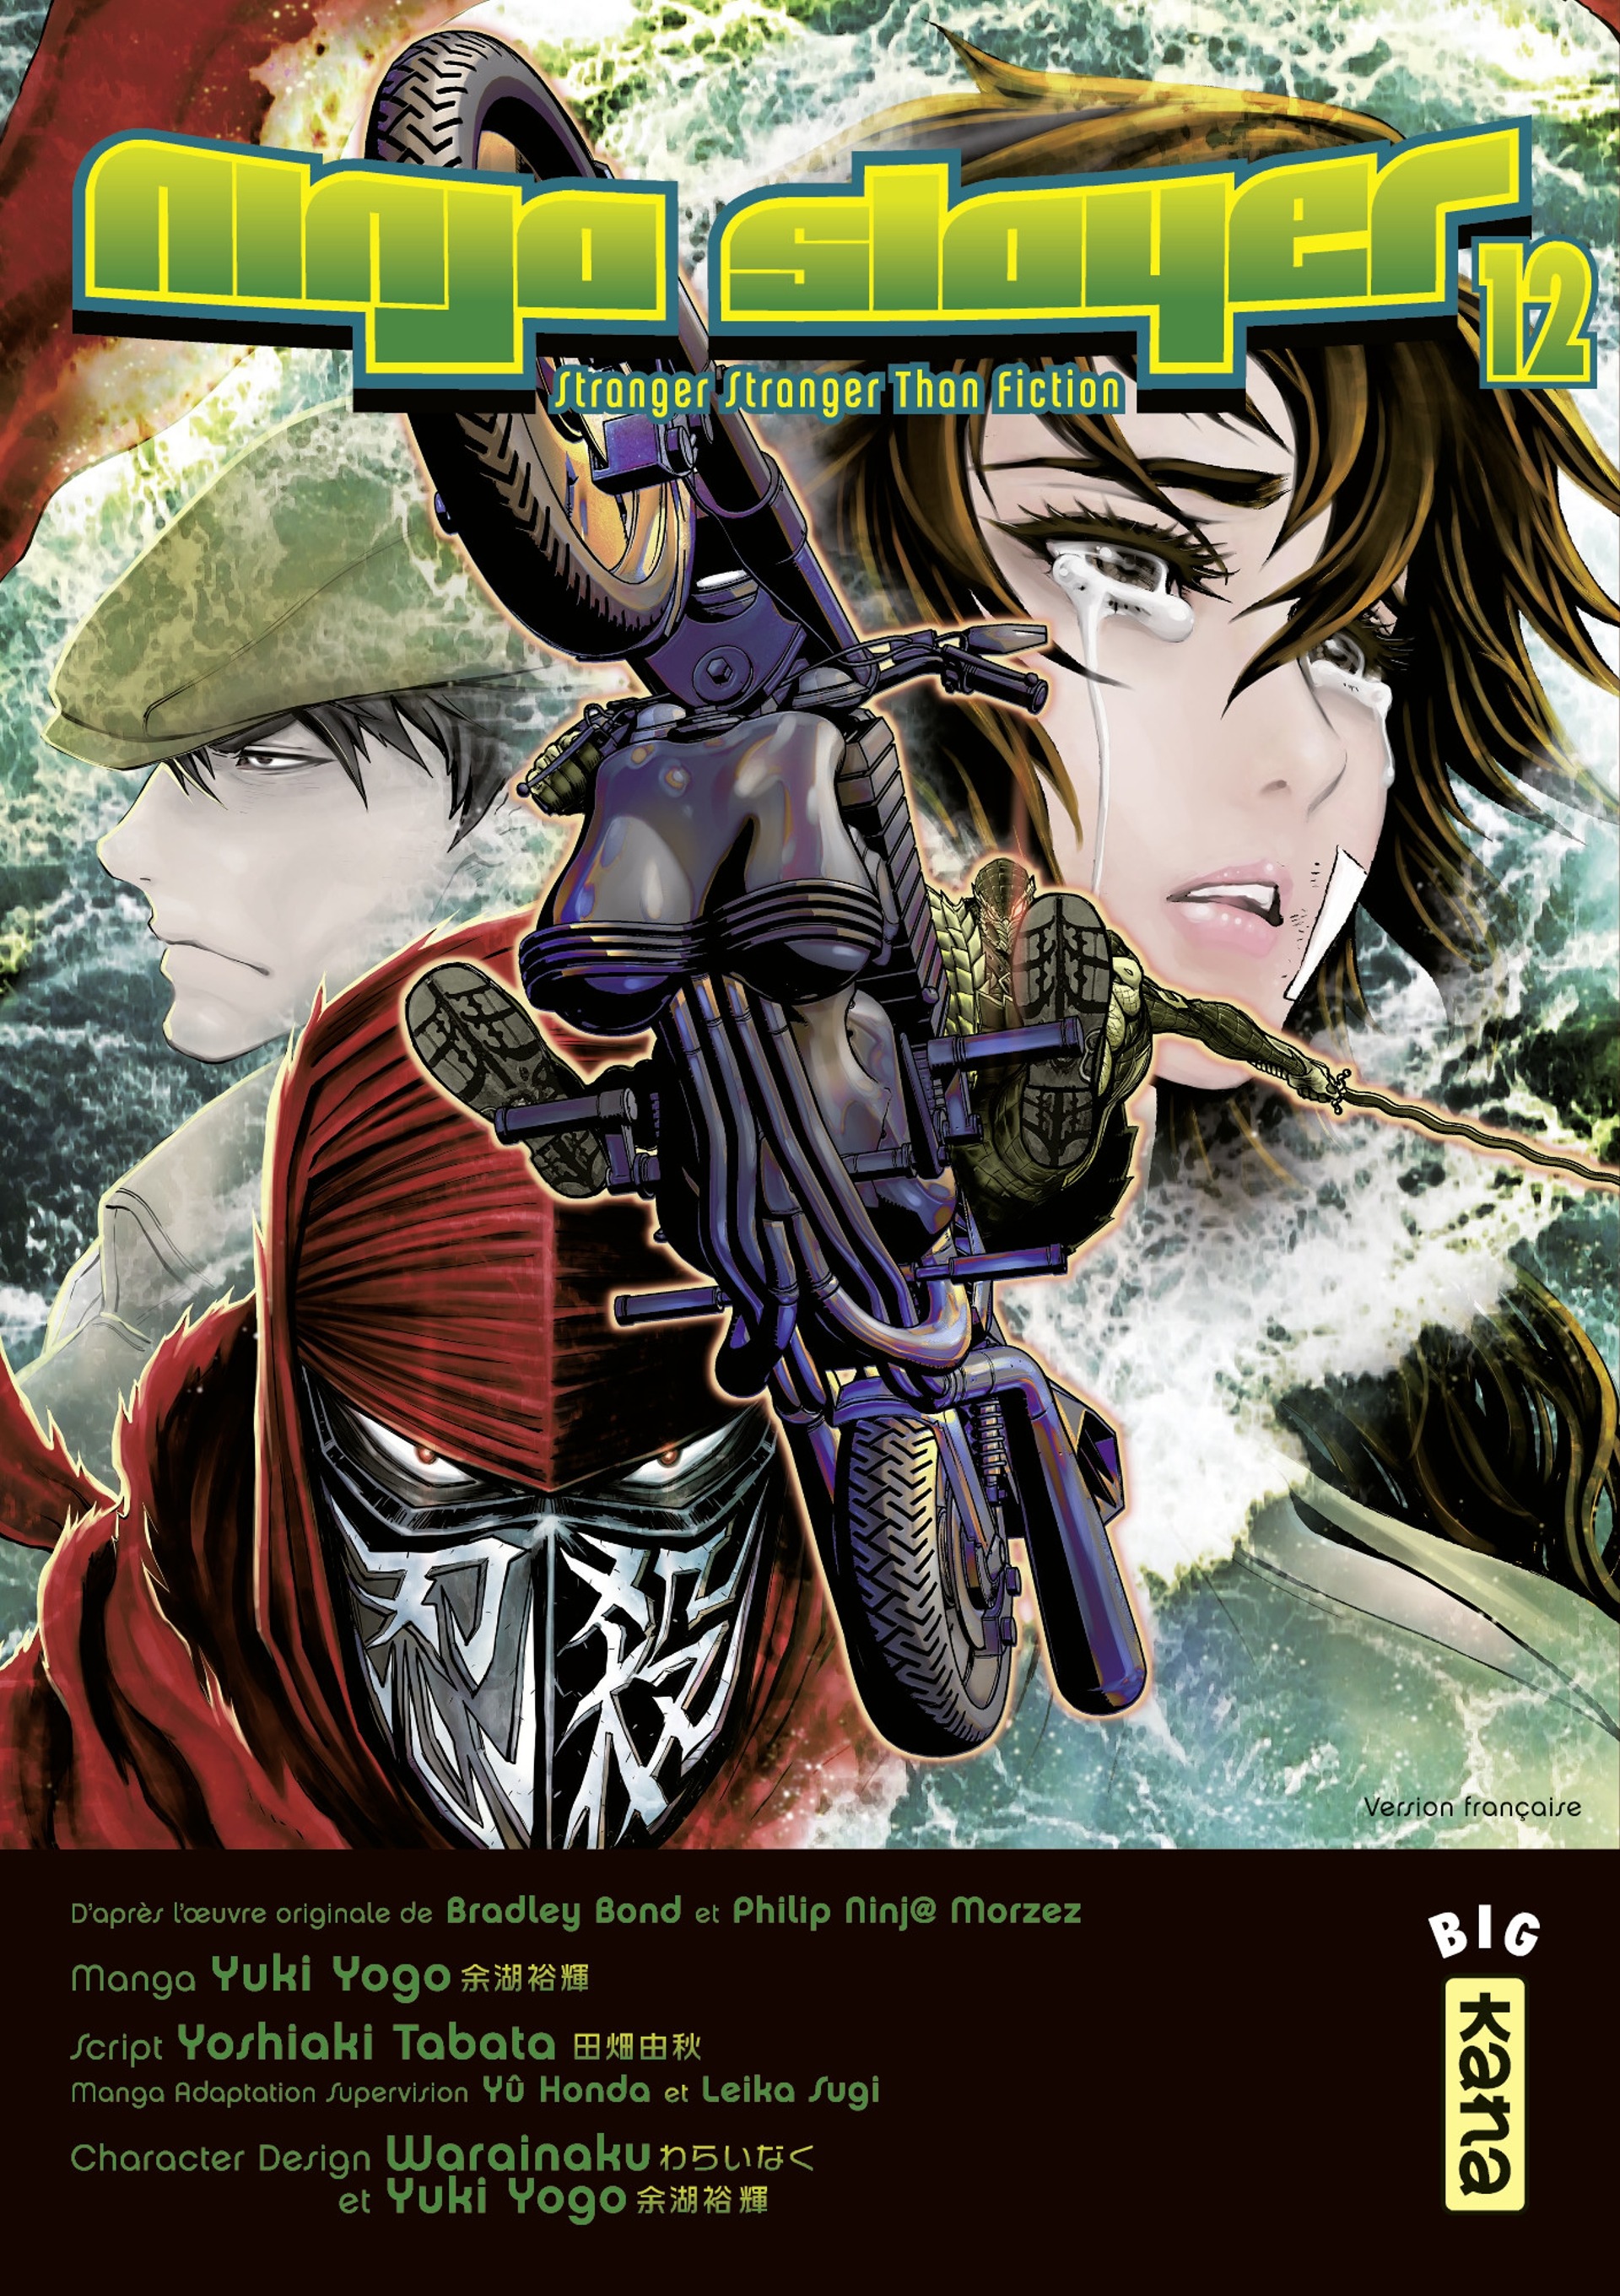 Ninja Slayer
12
Stranger Stranger Than Fiction
忍 殺
Version française
D'après l'œuvre originale de Bradley Bond et Philip Ninj@ Morzez
Manga Yuki Yogo 余湖裕輝
Script Yoshiaki Tabata 田畑由秋
Manga Adaptation Supervision Yû Honda et Leika Sugi
Character Design Warainaku わらいなく
et Yuki Yogo 余湖裕輝
BIG
kana